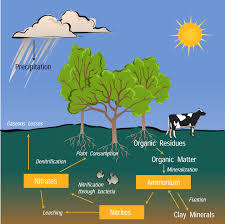 Precipitation
Gaseous Losses
Plant Consumption
Organic Residues
Denitrification
Organic Matter
Mineralization
Nitrates
Nitrification
through bacteria
Ammonium
Fixation
Leaching
Nitrites
Clay Minerals